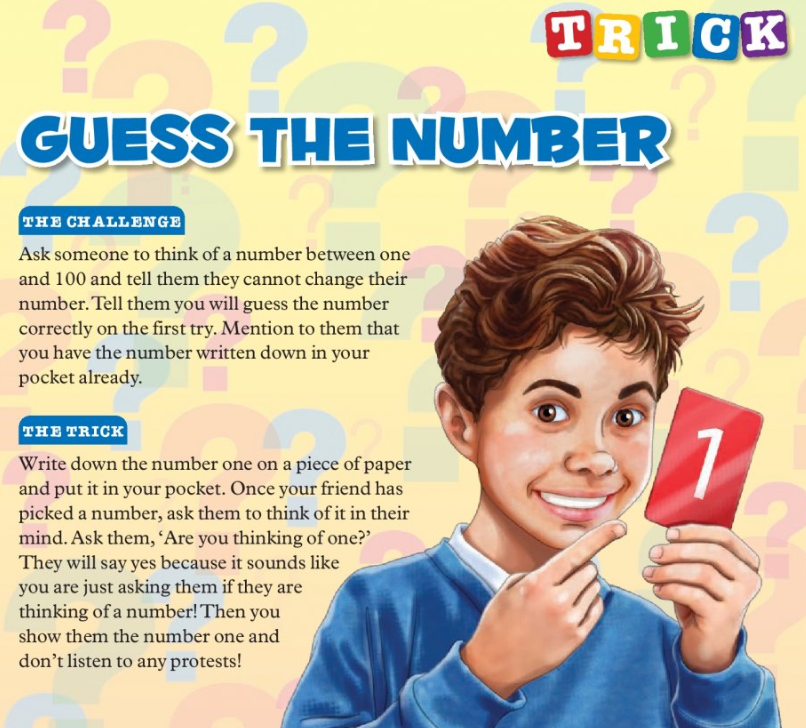 TRICK
GUESS THE NUMBER
THE CHALLENGE
Ask someone to think of a number between one
and 100 and tell them they cannot change their
number. Tell them you will guess the number
correctly on the first try. Mention to them that
you have the number written down in your
pocket already.
THE TRICK
Write down the number one on a piece of paper
and put it in your pocket. Once your friend has
picked a number, ask them to think of it in their
mind. Ask them, ‘Are you thinking of one?’
They will say yes because it sounds like
you are just asking them if they are
thinking of a number! Then you
show them the number one and
don’t listen to any protests!
1